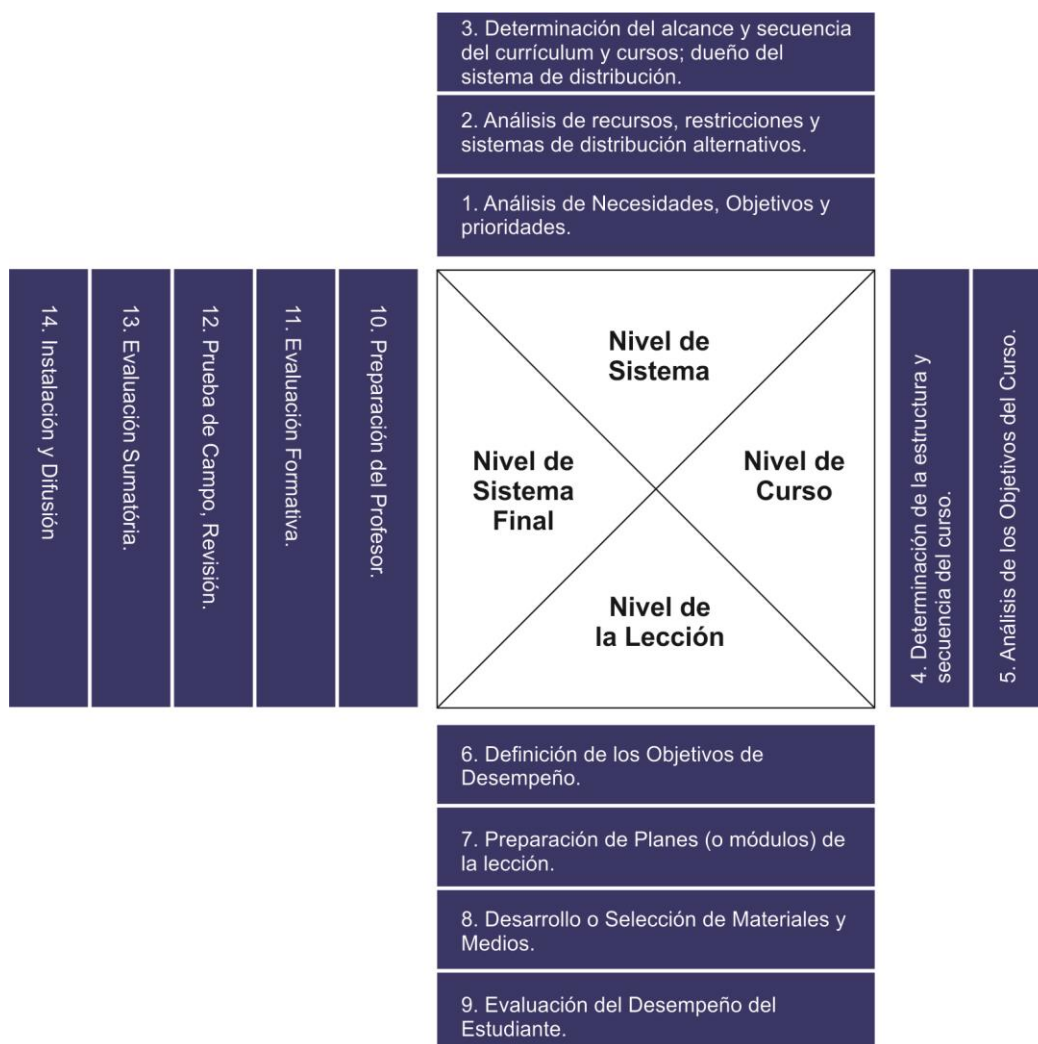 3. Determinación del alcance y secuencia
del currículum y cursos; dueño del
sistema de distribución.
2. Análisis de recursos, restricciones y
sistemas de distribución alternativos.
1. Análisis de Necesidades, Objetivos y
prioridades.
14. Instalación y Difusión
13. Evaluación Sumatória.
12. Prueba de Campo, Revisión.
11. Evaluación Formativa.
10. Preparación del Profesor.
Nivel de
Sistema
Nivel de
Sistema
Final
Nivel de
Curso
Nivel de
la Lección
4. Determinación de la estructura y
secuencia del curso.
5. Análisis de los Objetivos del Curso.
6. Definición de los Objetivos de
Desempeño.
7. Preparación de Planes (o módulos) de
la lección.
8. Desarrollo o Selección de Materiales y
Medios.
9. Evaluación del Desempeño del
Estudiante.